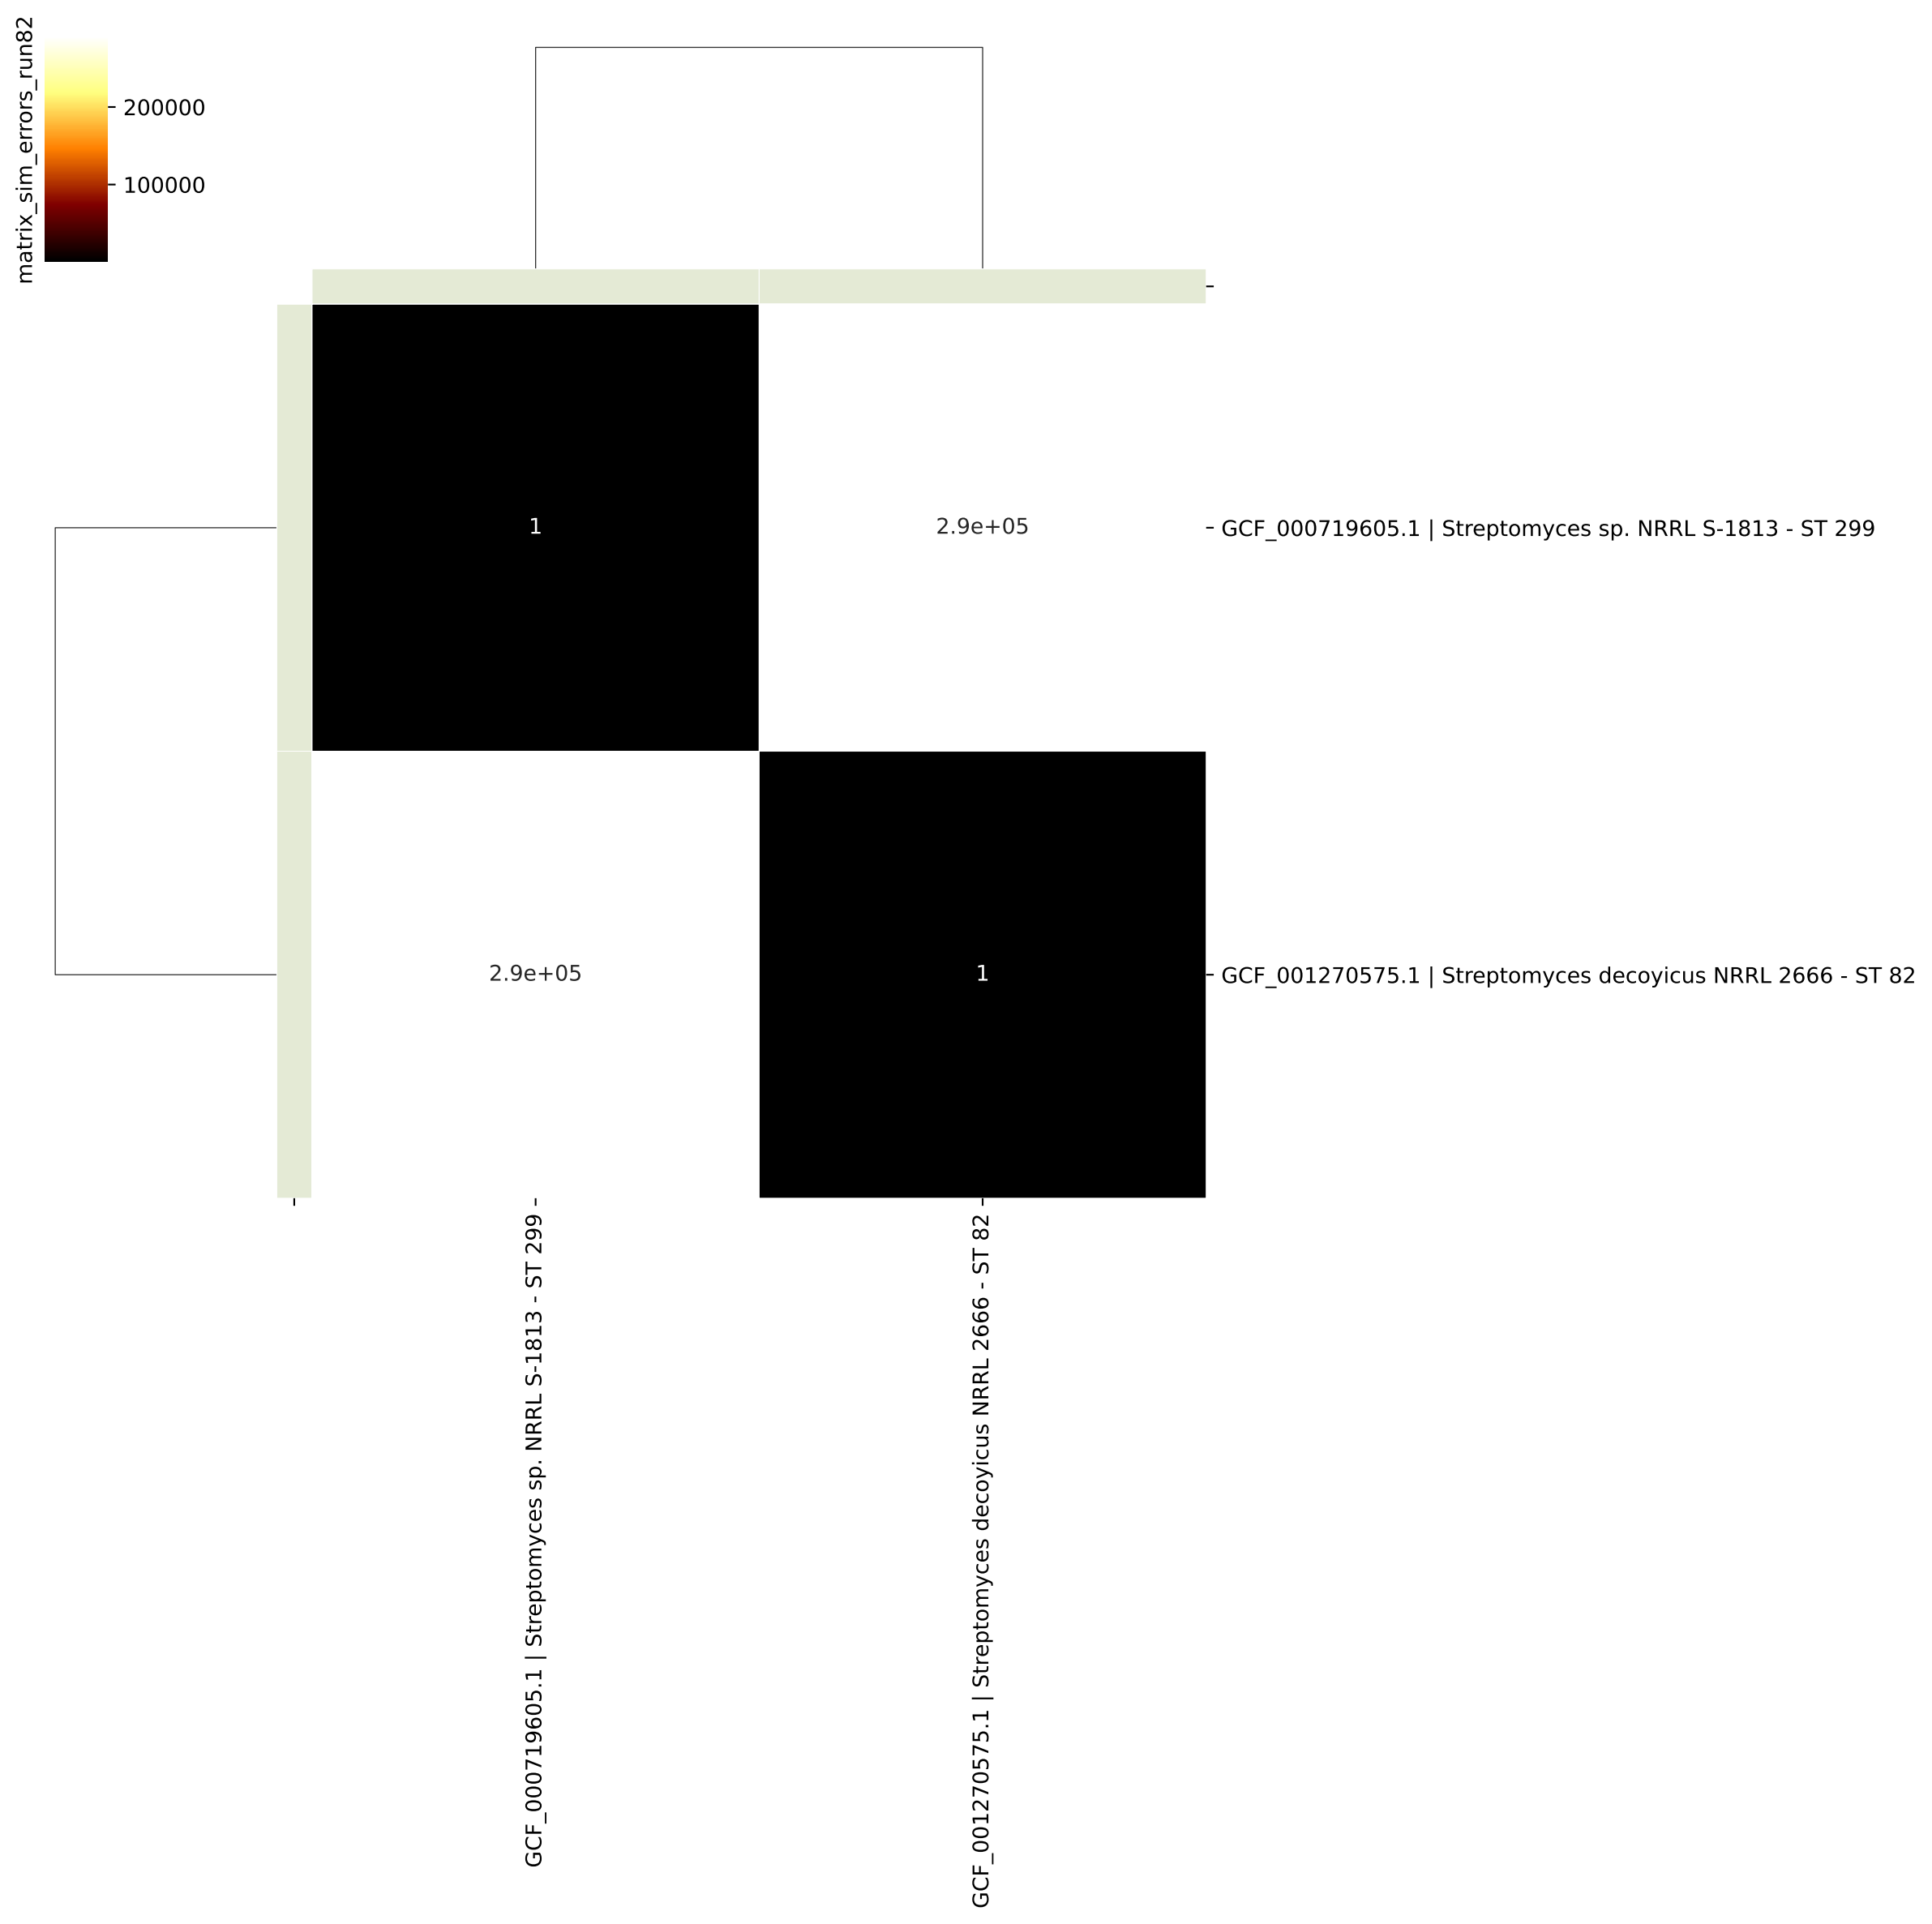 matrix_sim_errors_run82
200000
100000
1
2.9e+05
GCF_000719605.1 | Streptomyces sp. NRRL S-1813 - ST 299
2.9e+05
1
GCF_001270575.1 | Streptomyces decoyicus NRRL 2666 - ST 82
GCF_000719605.1 | Streptomyces sp. NRRL S-1813 - ST 299
GCF_001270575.1 | Streptomyces decoyicus NRRL 2666 - ST 82